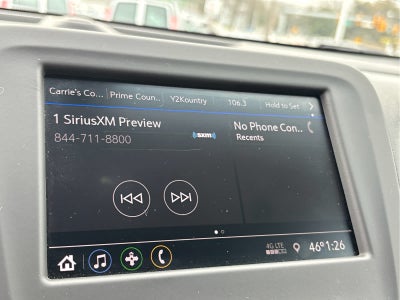 Carrie's Co... Prime Coun... Y2Kountry 106.3 Hold to Set
1 SiriusXM Preview
844-711-8800
sxm
No Phone Con...
Recents
4G LTE
46° 1:26